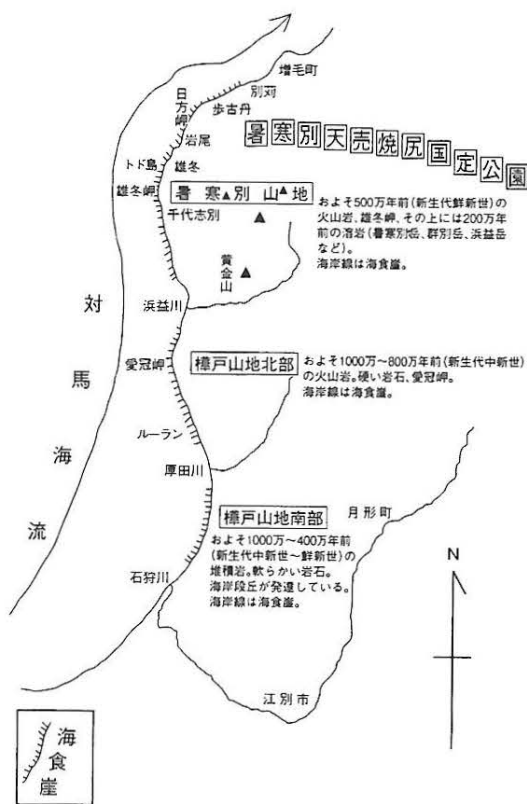 増毛町
別苅
歩古丹
日方岬
岩尾
暑寒別天売焼尻国定公園
トド島
雄冬
雄冬岬
暑寒別山地
千代志別
およそ500万年前(新生代鮮新世)の
火山岩、雄冬岬、その上には200万年
前の溶岩(暑寒別岳、群別岳、浜益岳
など)。
海岸線は海食崖。
黄金山
浜益川
対馬海流
愛冠岬
樺戸山地北部
およそ1000万~800万年前(新生代中新世)
の火山岩。硬い岩石、愛冠岬。
海岸線は海食崖。
ルーラン
厚田川
樺戸山地南部
月形町
およそ1000万~400万年前
(新生代中新世~鮮新世)の
堆積岩。軟らかい岩石。
海岸段丘が発達している。
海岸線は海食崖。
N
石狩川
江別市
海食崖